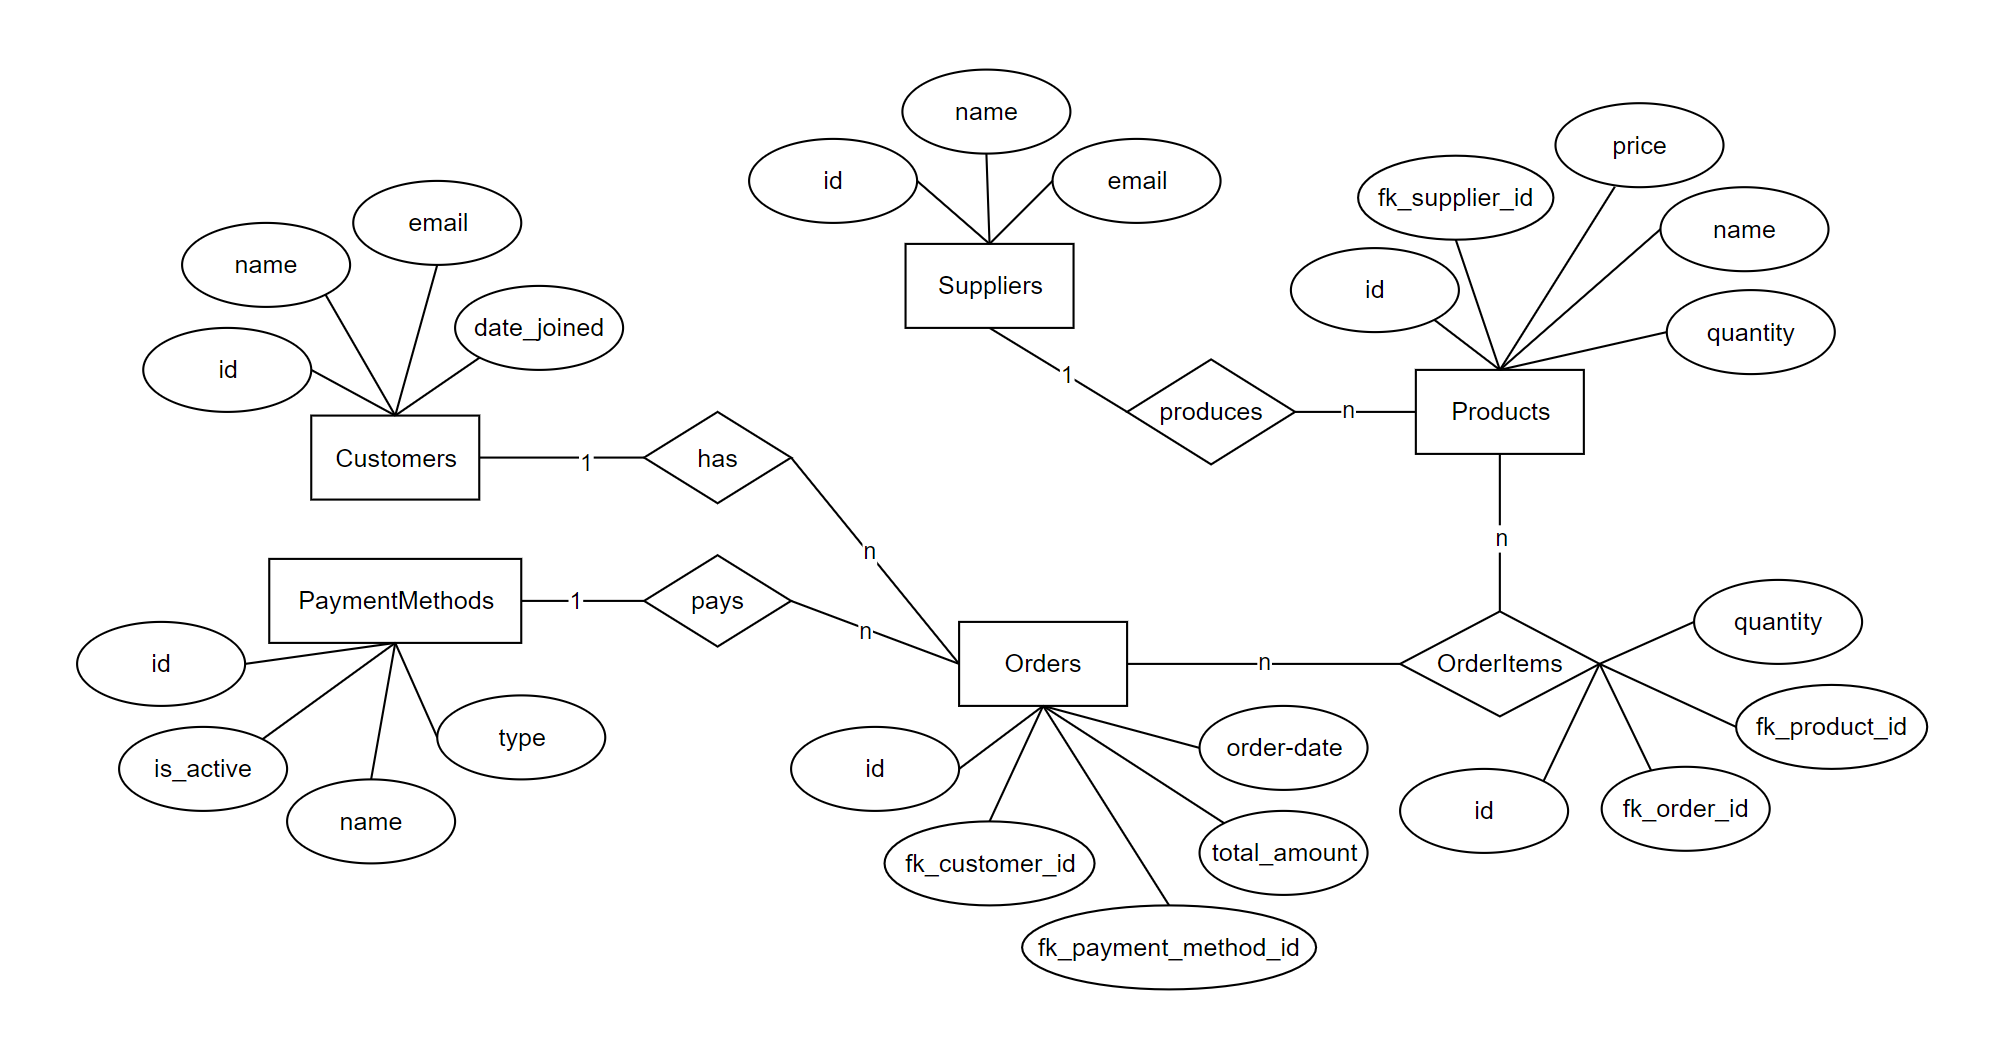 name
price
id
email
fk_supplier_id
email
name
name
id
quantity
Suppliers
date_joined
id
1
produces
n
Products
Customers
1
has
n
n
PaymentMethods
1
pays
n
Orders
n
OrderItems
quantity
id
is_active
type
name
id
order-date
fk_customer_id
total_amount
fk_payment_method_id
fk_product_id
id
fk_order_id